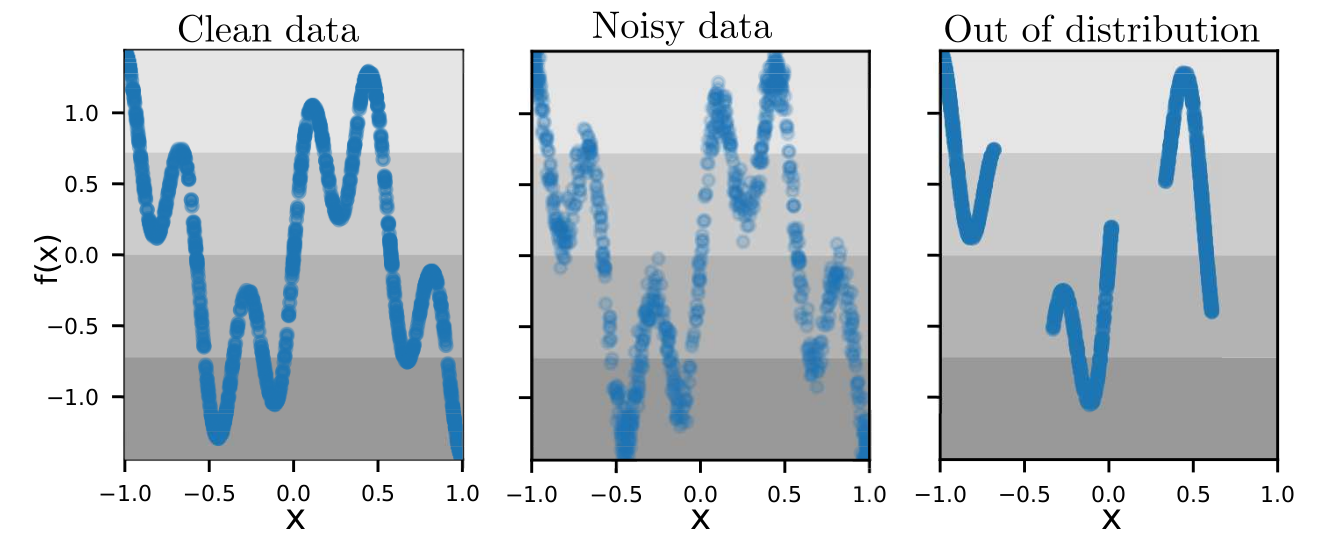 Clean data
Noisy data
Out of distribution
f(x)
1.0
0.5
0.0
−0.5
−1.0
−1.0 −0.5 0.0 0.5 1.0
−1.0 −0.5 0.0 0.5 1.0
−1.0 −0.5 0.0 0.5 1.0
x
x
x